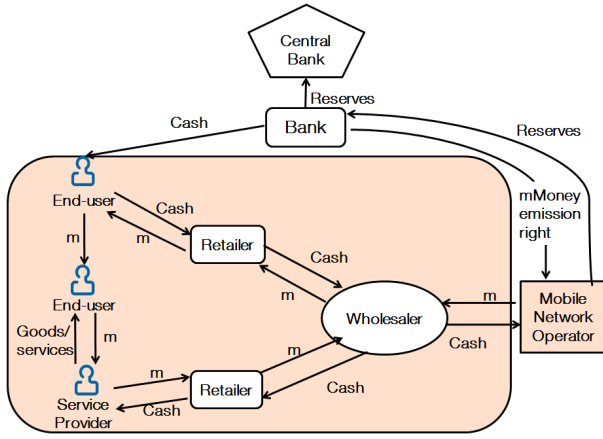 Central
Bank
Reserves
Bank
Cash
Reserves
mMoney
emission
right
End-user
Cash
m
m
Retailer
Cash
m
End-user
Wholesaler
m
Mobile
Network
Operator
Cash
Goods/
services
m
m
m
Retailer
Cash
Cash
Service
Provider